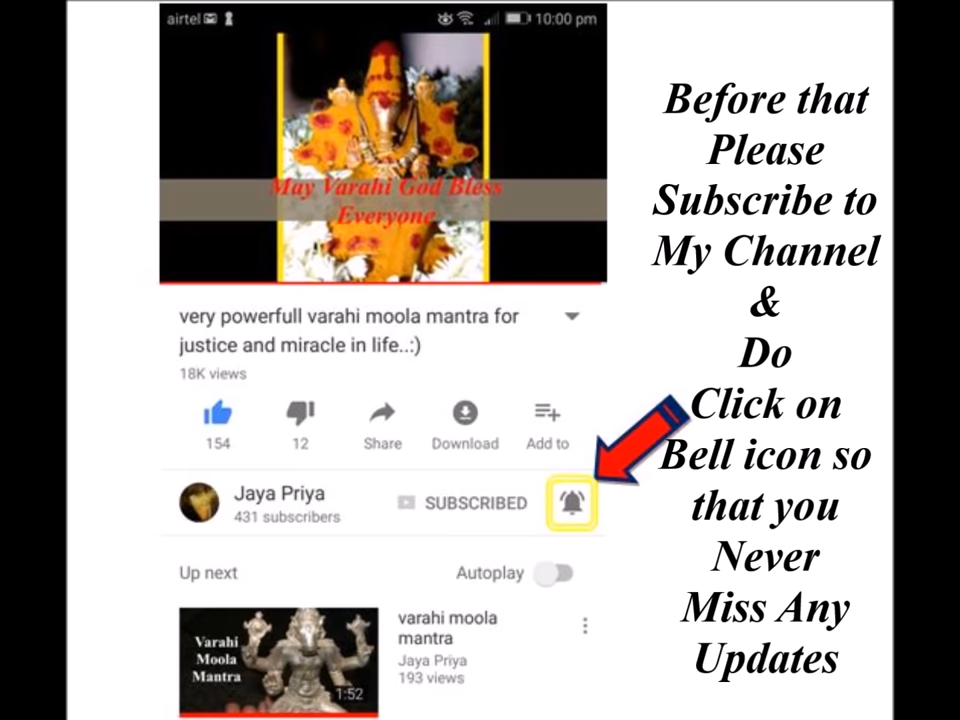 airtel
10:00 pm
May Varahi God Bless
Everyone
very powerfull varahi moola mantra for
justice and miracle in life..:)
18K views
154
12
Share
Download
Add to
Jaya Priya
431 subscribers
SUBSCRIBED
Up next
Autoplay
Varahi
Moola
Mantra
1:52
varahi moola
mantra
Jaya Priya
193 views
Before that
Please
Subscribe to
My Channel
&
Do
Click on
Bell icon so
that you
Never
Miss Any
Updates